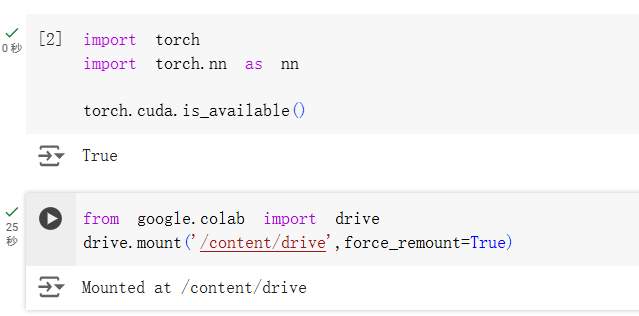 [2]
import torch
import torch.nn as nn
torch.cuda.is_available()
0 秒
True
from google.colab import drive
drive.mount('/content/drive',force_remount=True)
25
秒
Mounted at /content/drive